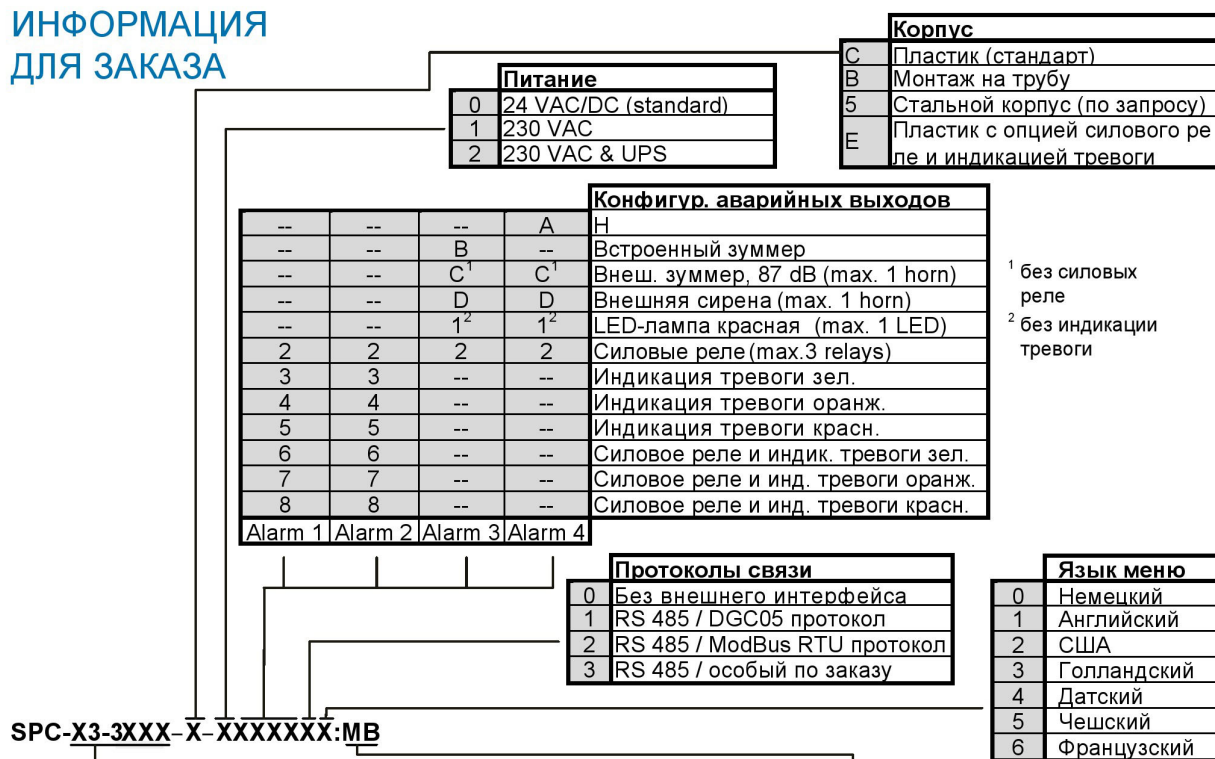 ИНФОРМАЦИЯ
ДЛЯ ЗАКАЗА
Корпус
C Пластик (стандарт)
B Монтаж на трубу
5 Стальной корпус (по запросу)
E Пластик с опцией силового ре
ле и индикацией тревоги
Питание
0 24 VAC/DC (standard)
1 230 VAC
2 230 VAC & UPS
Конфигур. аварийных выходов
-- -- -- A H
-- -- B -- Встроенный зуммер
-- -- C¹ C¹ Внеш. зуммер, 87 dB (max. 1 horn)
-- -- D D Внешняя сирена (max. 1 horn)
-- -- 1² 1² LED-лампа красная (max. 1 LED)
2 2 2 2 Силовые реле (max.3 relays)
3 3 -- -- Индикация тревоги зел.
4 4 -- -- Индикация тревоги оранж.
5 5 -- -- Индикация тревоги красн.
6 6 -- -- Силовое реле и индик. тревоги зел.
7 7 -- -- Силовое реле и инд. тревоги оранж.
8 8 -- -- Силовое реле и инд. тревоги красн.
Alarm 1 Alarm 2 Alarm 3 Alarm 4
¹ без силовых
реле
² без индикации
тревоги
Протоколы связи
0 Без внешнего интерфейса
1 RS 485 / DGC05 протокол
2 RS 485 / ModBus RTU протокол
3 RS 485 / особый по заказу
Язык меню
0 Немецкий
1 Английский
2 США
3 Голландский
4 Датский
5 Чешский
6 Французский
SPC-X3-3XXX-X-XXXXXXX:MB